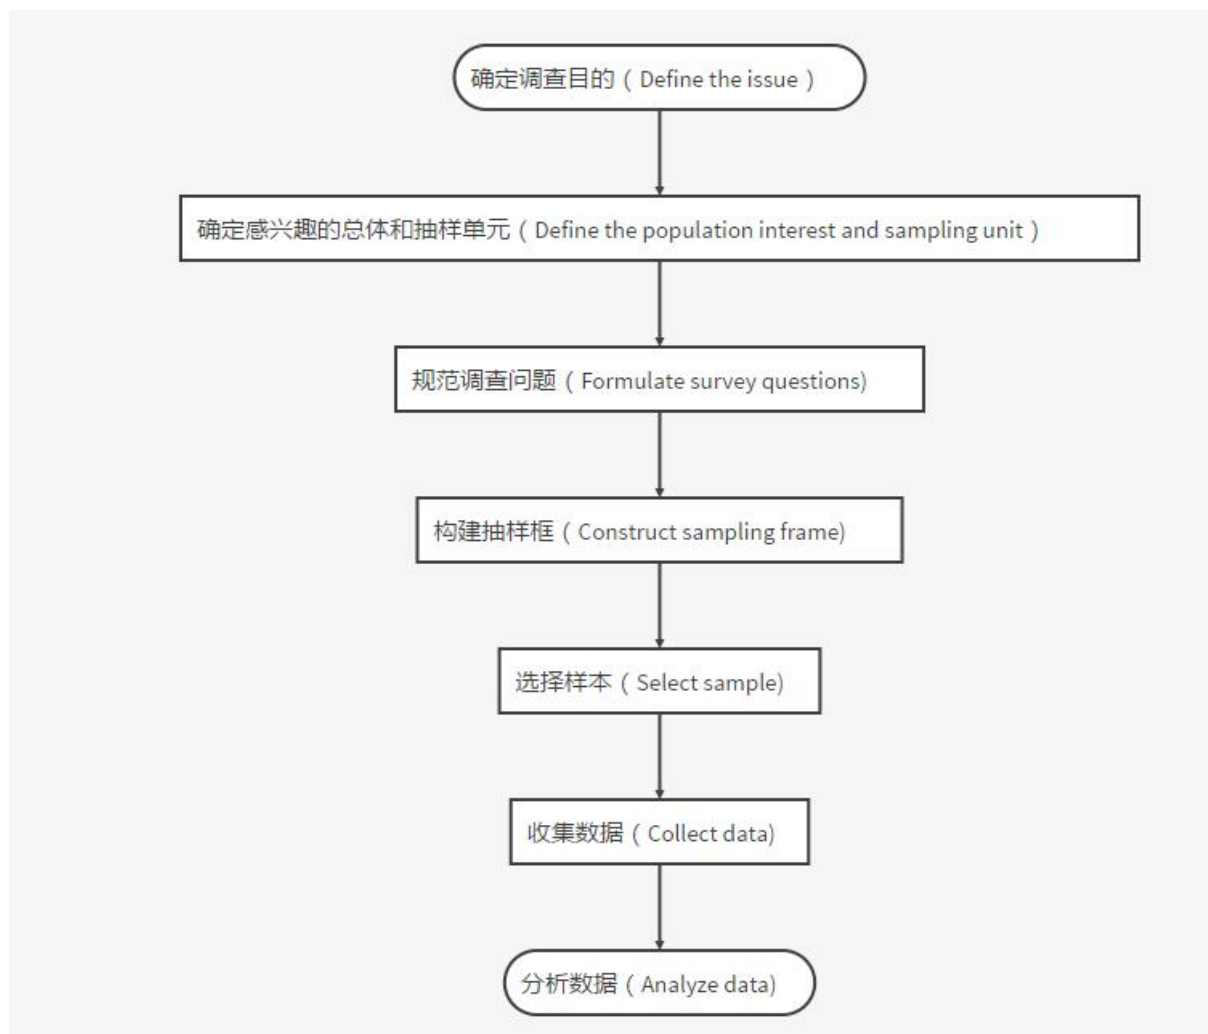 确定调查目的（Define the issue）
确定感兴趣的总体和抽样单元（Define the population interest and sampling unit）
规范调查问题（Formulate survey questions)
构建抽样框（Construct sampling frame)
选择样本（Select sample)
收集数据（Collect data)
分析数据（Analyze data)